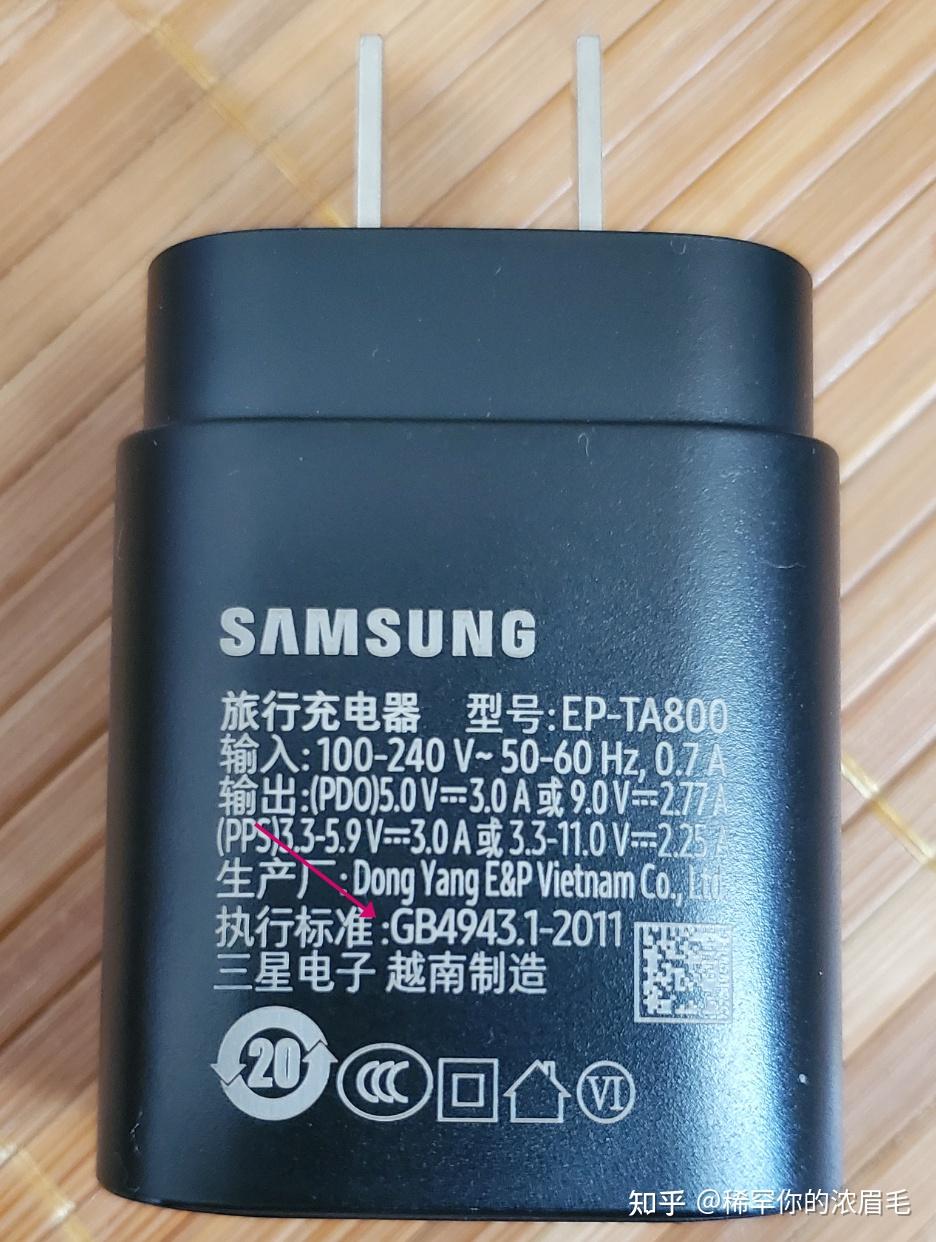 SAMSUNG
旅行充电器 型号:EP-TA800
输入:100-240 V~ 50-60 Hz, 0.7 A
输出:(PDO)5.0 V⎓3.0 A 或 9.0 V⎓2.77A
(PPS)3.3-5.9 V⎓3.0 A 或 3.3-11.0 V⎓2.25 A
生产厂:Dong Yang E&P Vietnam Co., Ltd
执行标准:GB4943.1-2011
三星电子 越南制造
20 CCC VI
知乎 @稀罕你的浓眉毛